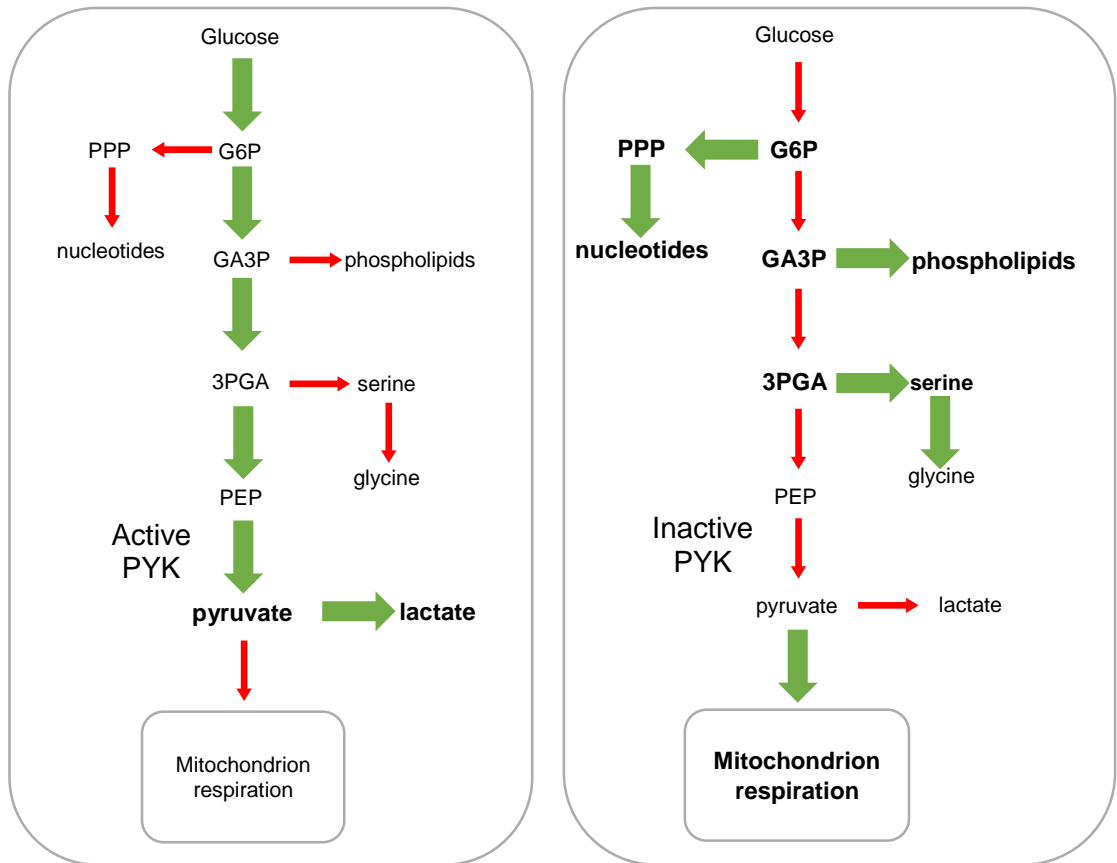 Glucose
PPP
G6P
nucleotides
GA3P
phospholipids
3PGA
serine
glycine
PEP
Active
PYK
pyruvate
lactate
Mitochondrion
respiration
Glucose
PPP
G6P
nucleotides
GA3P
phospholipids
3PGA
serine
glycine
PEP
Inactive
PYK
pyruvate
lactate
Mitochondrion
respiration